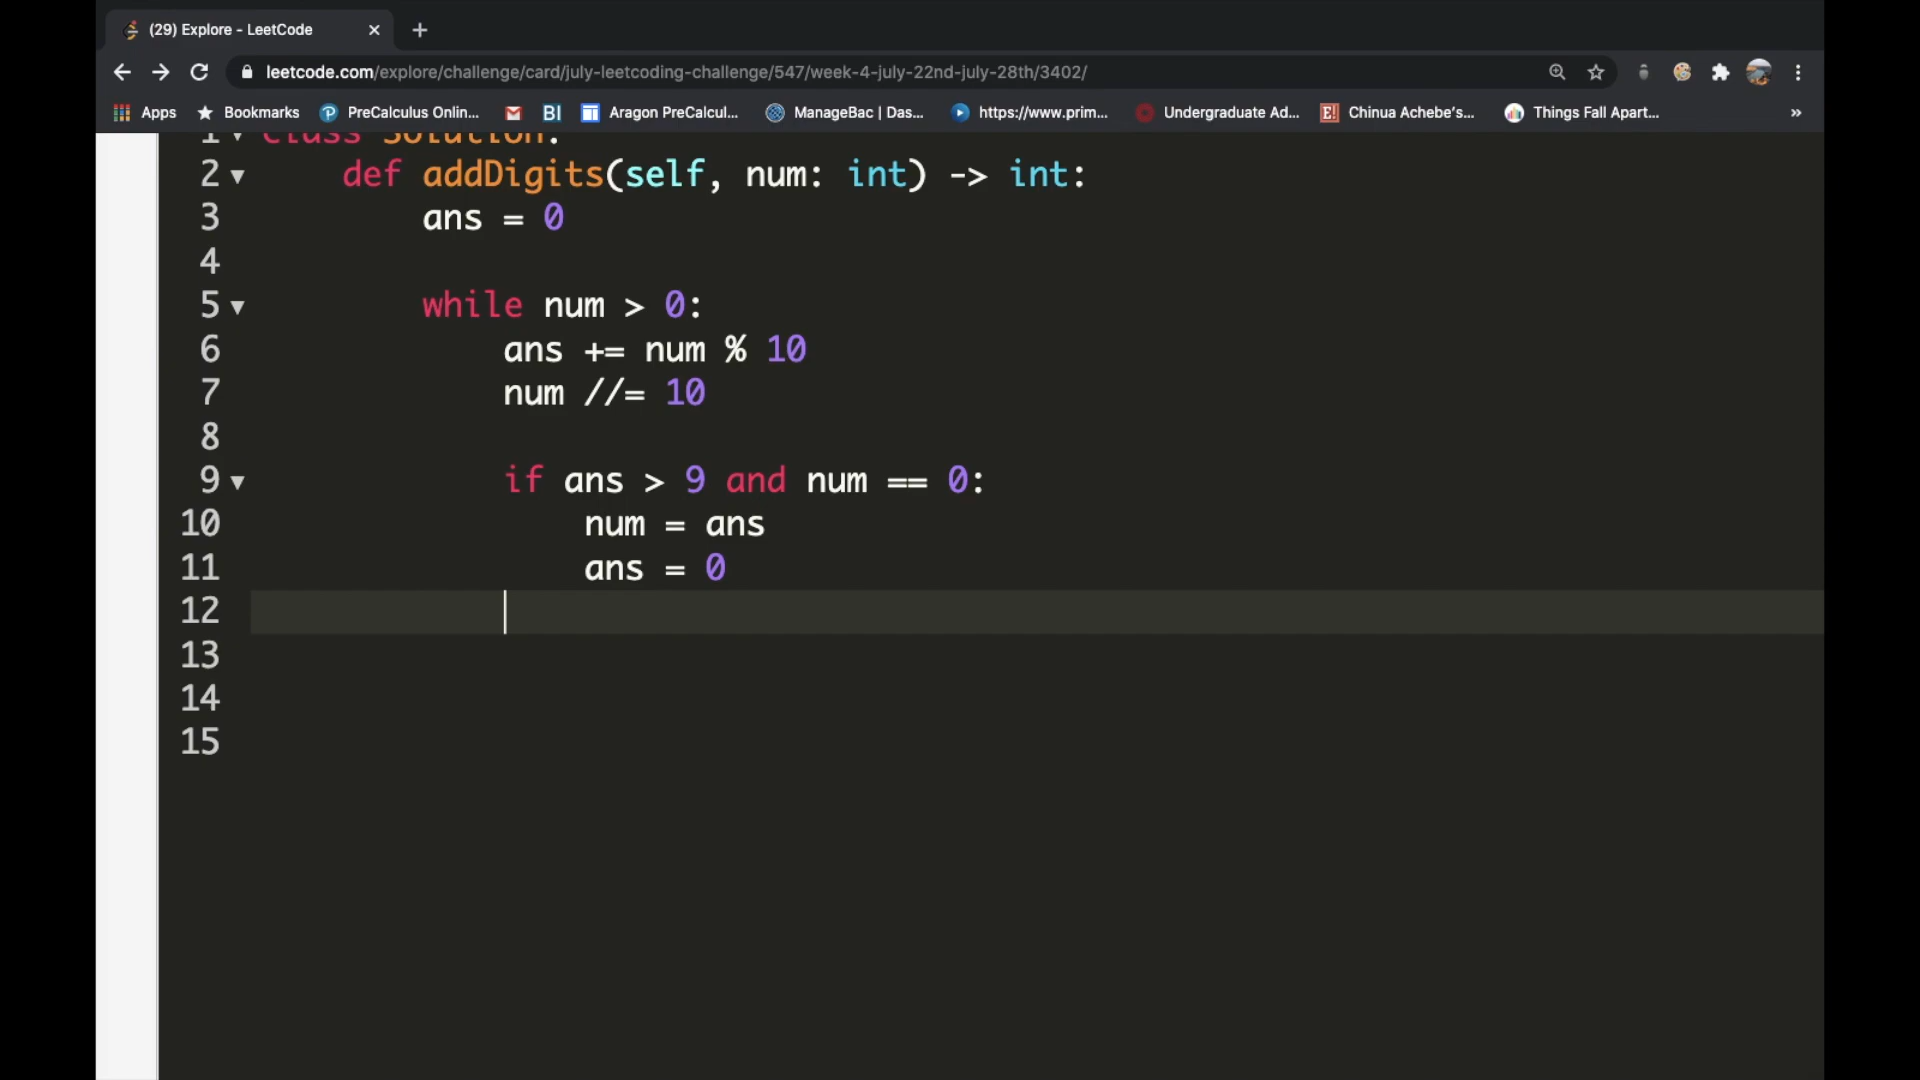 (29) Explore - LeetCode
leetcode.com/explore/challenge/card/july-leetcoding-challenge/547/week-4-july-22nd-july-28th/3402/
Apps Bookmarks PreCalculus Onlin... BI Aragon PreCalcul... ManageBac | Das... https://www.prim... Undergraduate Ad... E! Chinua Achebe's... Things Fall Apart... »
1 class Solution:
2 def addDigits(self, num: int) -> int:
3 ans = 0
4
5 while num > 0:
6 ans += num % 10
7 num //= 10
8
9 if ans > 9 and num == 0:
10 num = ans
11 ans = 0
12
13
14
15